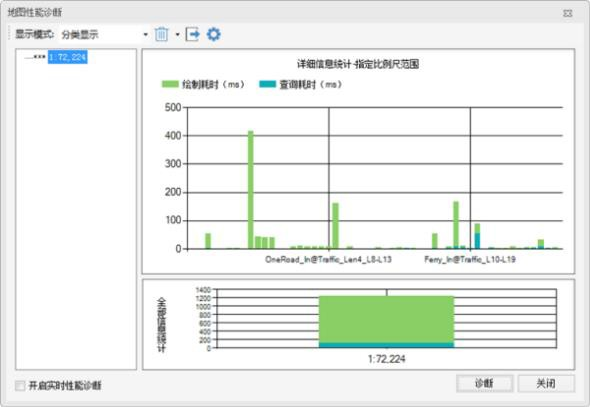 地图性能诊断
显示模式: 分类显示
1:72,224
详细信息统计-指定比例尺范围
绘制耗时（ms） 查询耗时（ms）
500
400
300
200
100
0
OneRoad_ln@Traffic_Len4_L8-L13 Ferry_ln@Traffic_L10-L19
全部信息统计
1400
1200
1000
800
600
400
200
0
1:72,224
开启实时性能诊断 诊断 关闭